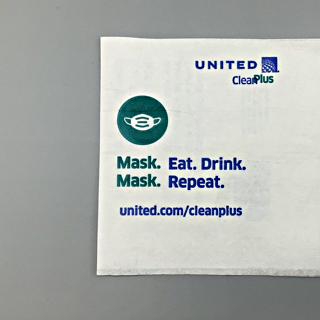 UNITED
CleanPlus
Mask. Eat. Drink.
Mask. Repeat.
united.com/cleanplus